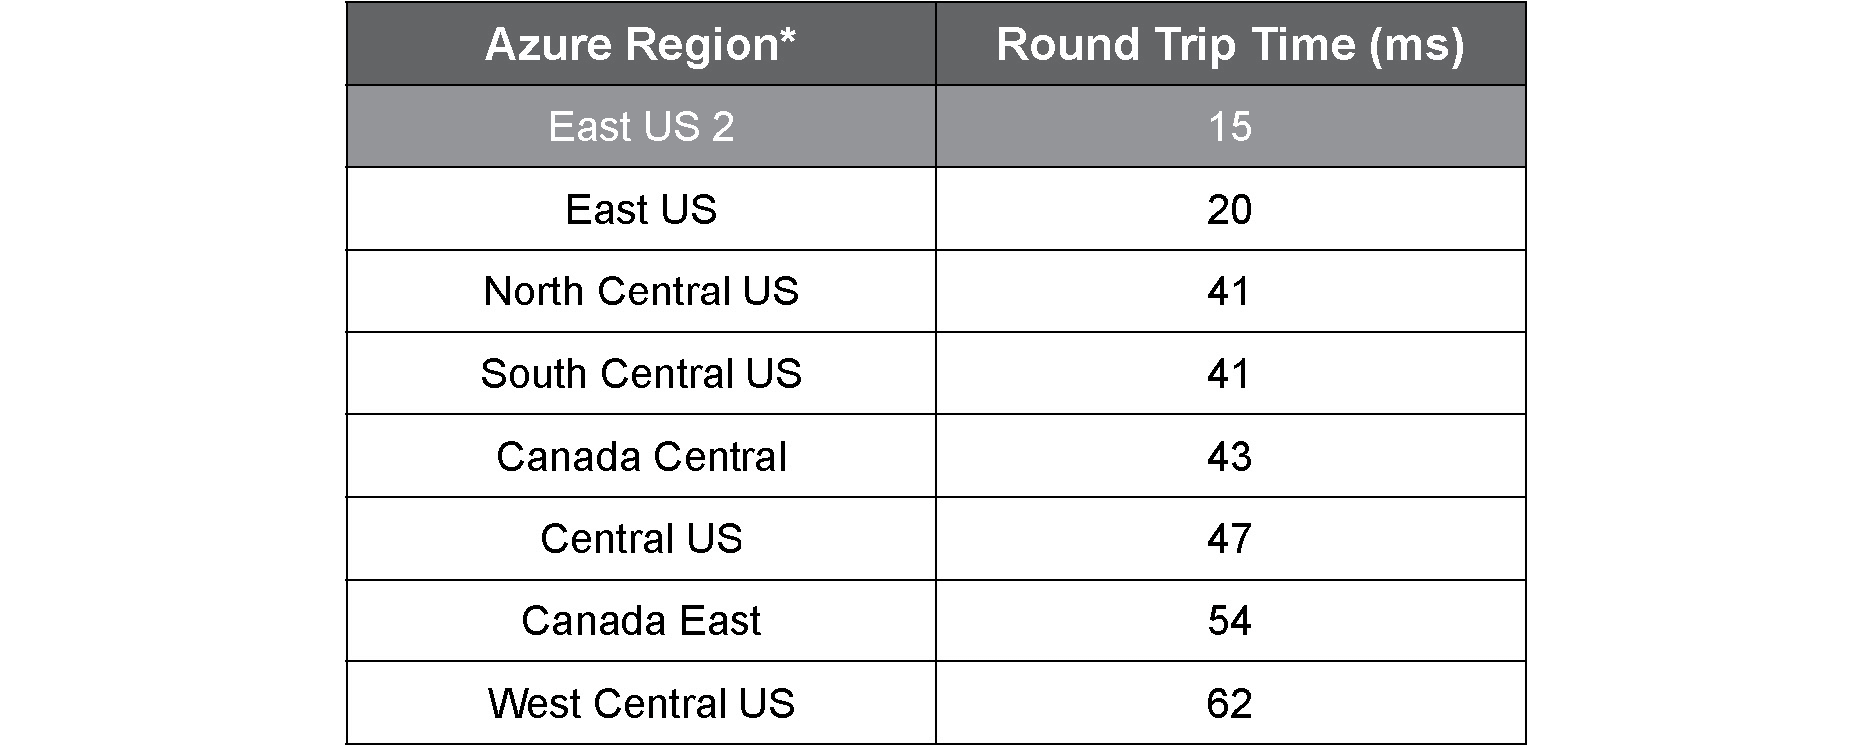 Azure Region* Round Trip Time (ms)
East US 2 15
East US 20
North Central US 41
South Central US 41
Canada Central 43
Central US 47
Canada East 54
West Central US 62